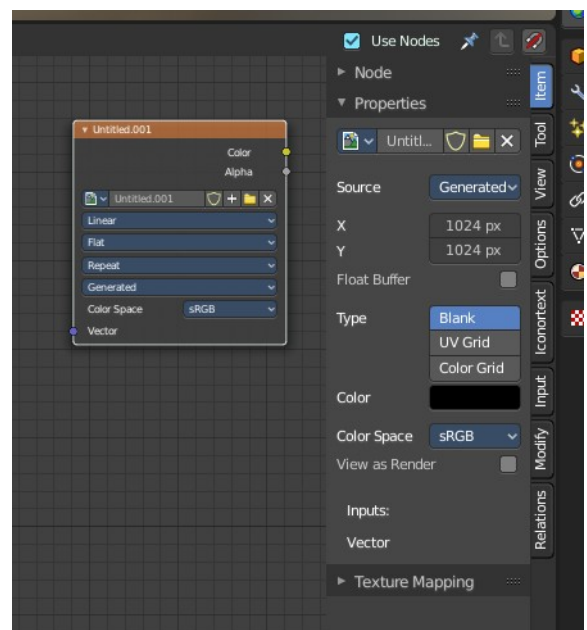 Use Nodes
Node
Properties
Untitled.001
Color
Alpha
Untitled.001
Linear
Flat
Repeat
Generated
Color Space sRGB
Vector
Untitl...
Source Generated
X 1024 px
Y 1024 px
Float Buffer
Type Blank
UV Grid
Color Grid
Color
Color Space sRGB
View as Render
Inputs:
Vector
Texture Mapping
Item
Tool
View
Options
Iconortext
Input
Modify
Relations